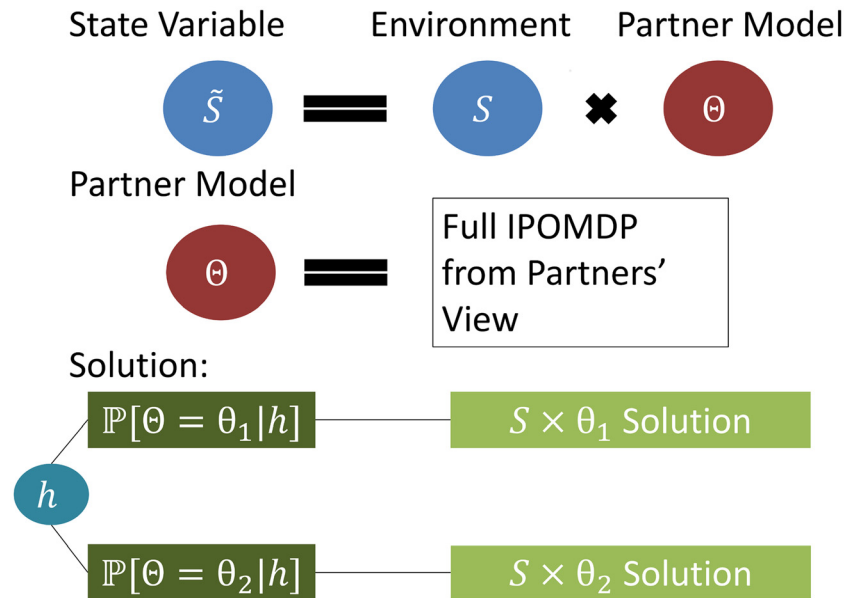 State Variable Environment Partner Model
S̃ = S × Θ
Partner Model
Θ = Full IPOMDP
from Partners’
View
Solution:
ℙ[Θ = θ₁|h] S × θ₁ Solution
h
ℙ[Θ = θ₂|h] S × θ₂ Solution